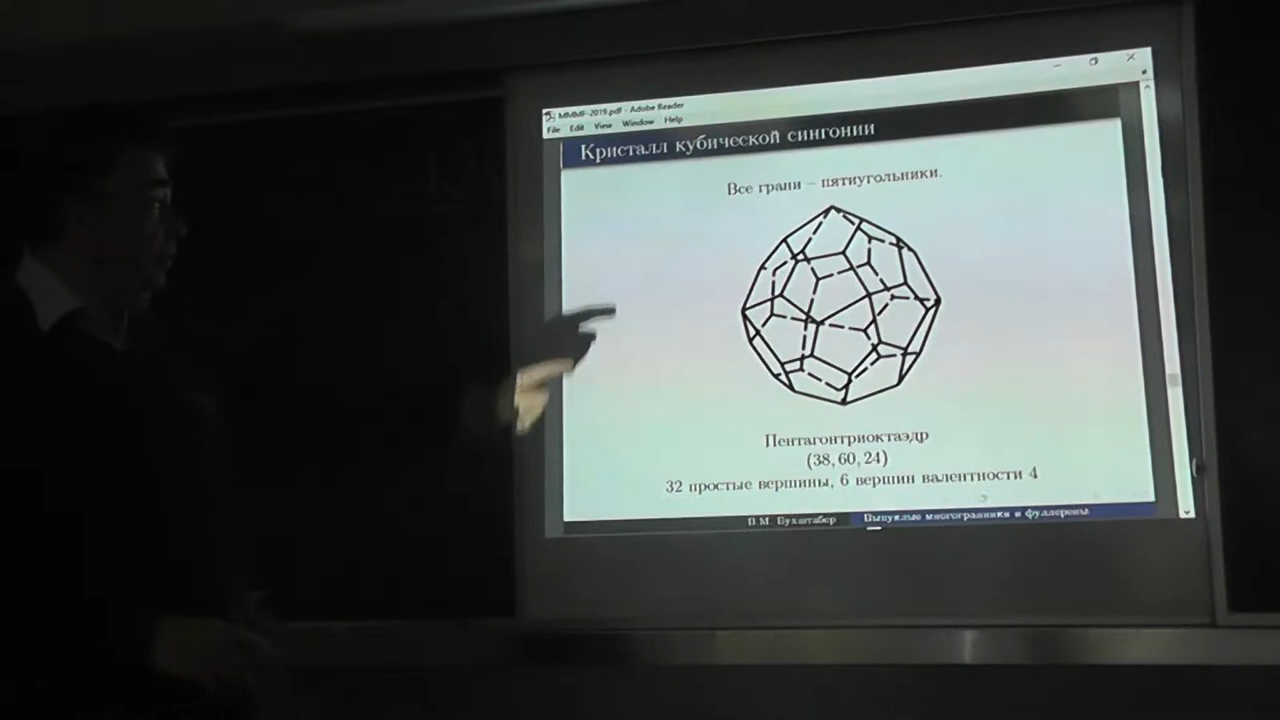 MMMF-2019.pdf - Adobe Reader
File Edit View Window Help
Кристалл кубической сингонии
Все грани – пятиугольники.
Пентагонтриоктаэдр
(38, 60, 24)
32 простые вершины, 6 вершин валентности 4
В.М. Бухштабер Выпуклые многогранники и фуллерены